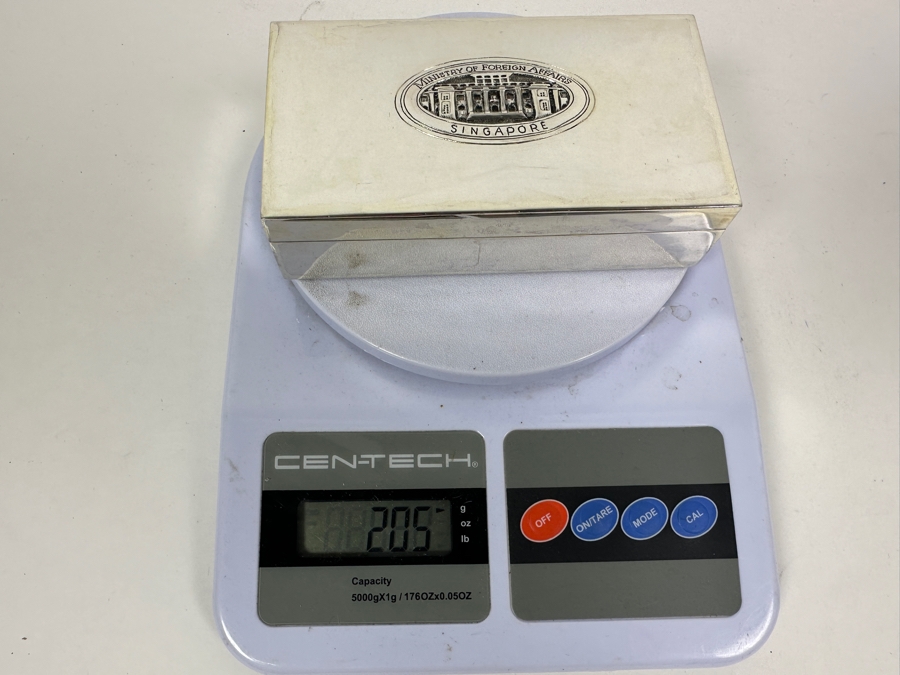 MINISTRY OF FOREIGN AFFAIRS
SINGAPORE
CEN-TECH®
205
g
oz
lb
Capacity
5000gX1g / 176OZx0.05OZ
OFF
ON/TARE
MODE
CAL